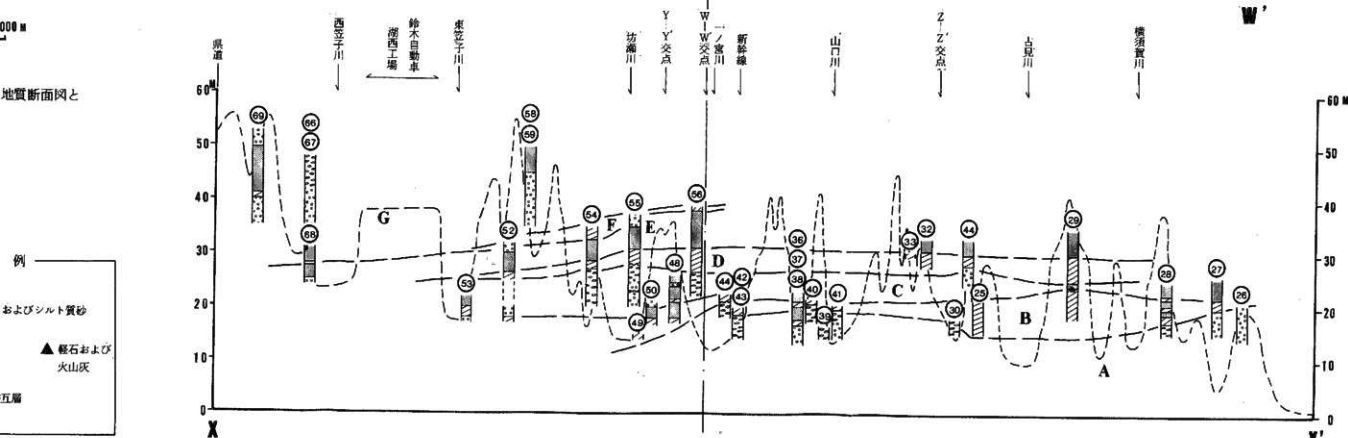 000 M
地質断面図と
例
およびシルト質砂
▲ 軽石および
火山灰
互層
県道
西笠子川
鈴木自動車
湖西工場
東笠子川
坊瀬川
Y-Y'交点
W-W'交点
一ノ宮川
新幹線
山口川
Z-Z'交点
古見川
横須賀川
W'
M
60
50
40
30
20
10
0
60 M
50
40
30
20
10
0
69
66
67
68
53
52
58
59
54
55
49
50
48
56
44
42
43
36
37
38
40
39
41
33
32
30
44
25
29
28
27
26
G
F
E
D
C
B
A
X
X'